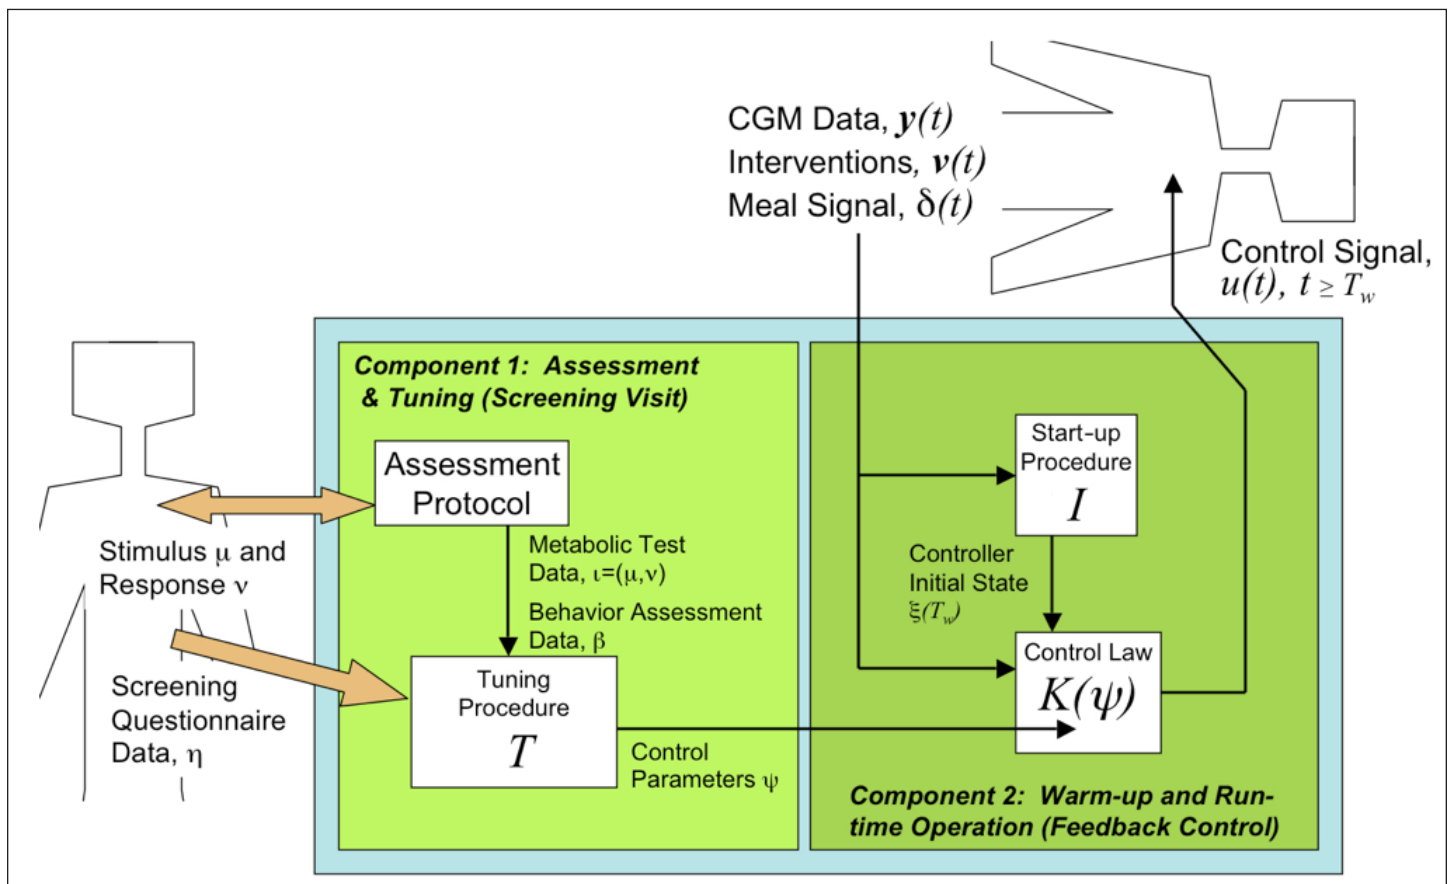 CGM Data, y(t)
Interventions, v(t)
Meal Signal, δ(t)
Control Signal,
u(t), t ≥ T_w
Component 1: Assessment
& Tuning (Screening Visit)
Assessment
Protocol
Stimulus μ and
Response ν
Metabolic Test
Data, ι=(μ,ν)
Behavior Assessment
Data, β
Screening
Questionnaire
Data, η
Tuning
Procedure
T
Control
Parameters ψ
Start-up
Procedure
I
Controller
Initial State
ξ(T_w)
Control Law
K(ψ)
Component 2: Warm-up and Run-
time Operation (Feedback Control)